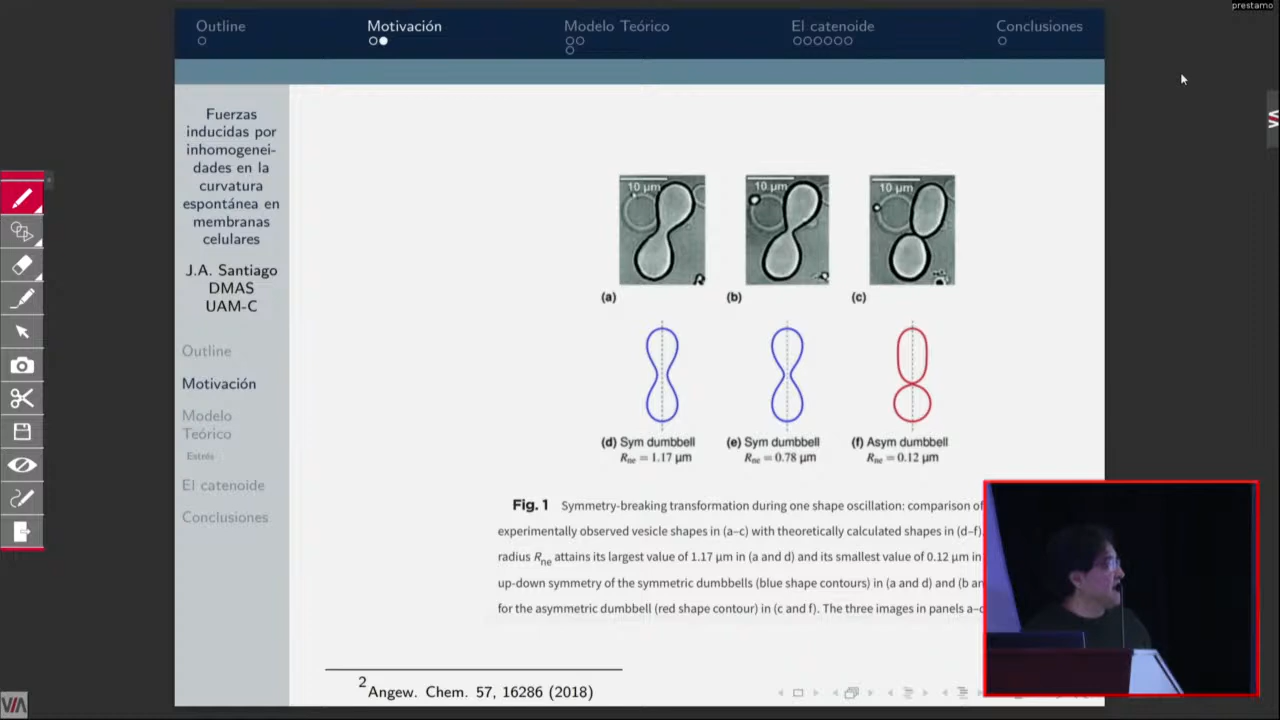 prestamo
Outline
Motivación
Modelo Teórico
El catenoide
Conclusiones
Fuerzas
inducidas por
inhomogenei-
dades en la
curvatura
espontánea en
membranas
celulares
J.A. Santiago
DMAS
UAM-C
Outline
Motivación
Modelo
Teórico
Estrés
El catenoide
Conclusiones
10 µm
10 µm
10 µm
(a)
(b)
(c)
(d) Sym dumbbell
Rne = 1.17 µm
(e) Sym dumbbell
Rne = 0.78 µm
(f) Asym dumbbell
Rne = 0.12 µm
Fig. 1 Symmetry-breaking transformation during one shape oscillation: comparison of
experimentally observed vesicle shapes in (a–c) with theoretically calculated shapes in (d–f).
radius Rne attains its largest value of 1.17 µm in (a and d) and its smallest value of 0.12 µm in
up-down symmetry of the symmetric dumbbells (blue shape contours) in (a and d) and (b an
for the asymmetric dumbbell (red shape contour) in (c and f). The three images in panels a–
2 Angew. Chem. 57, 16286 (2018)
VIA